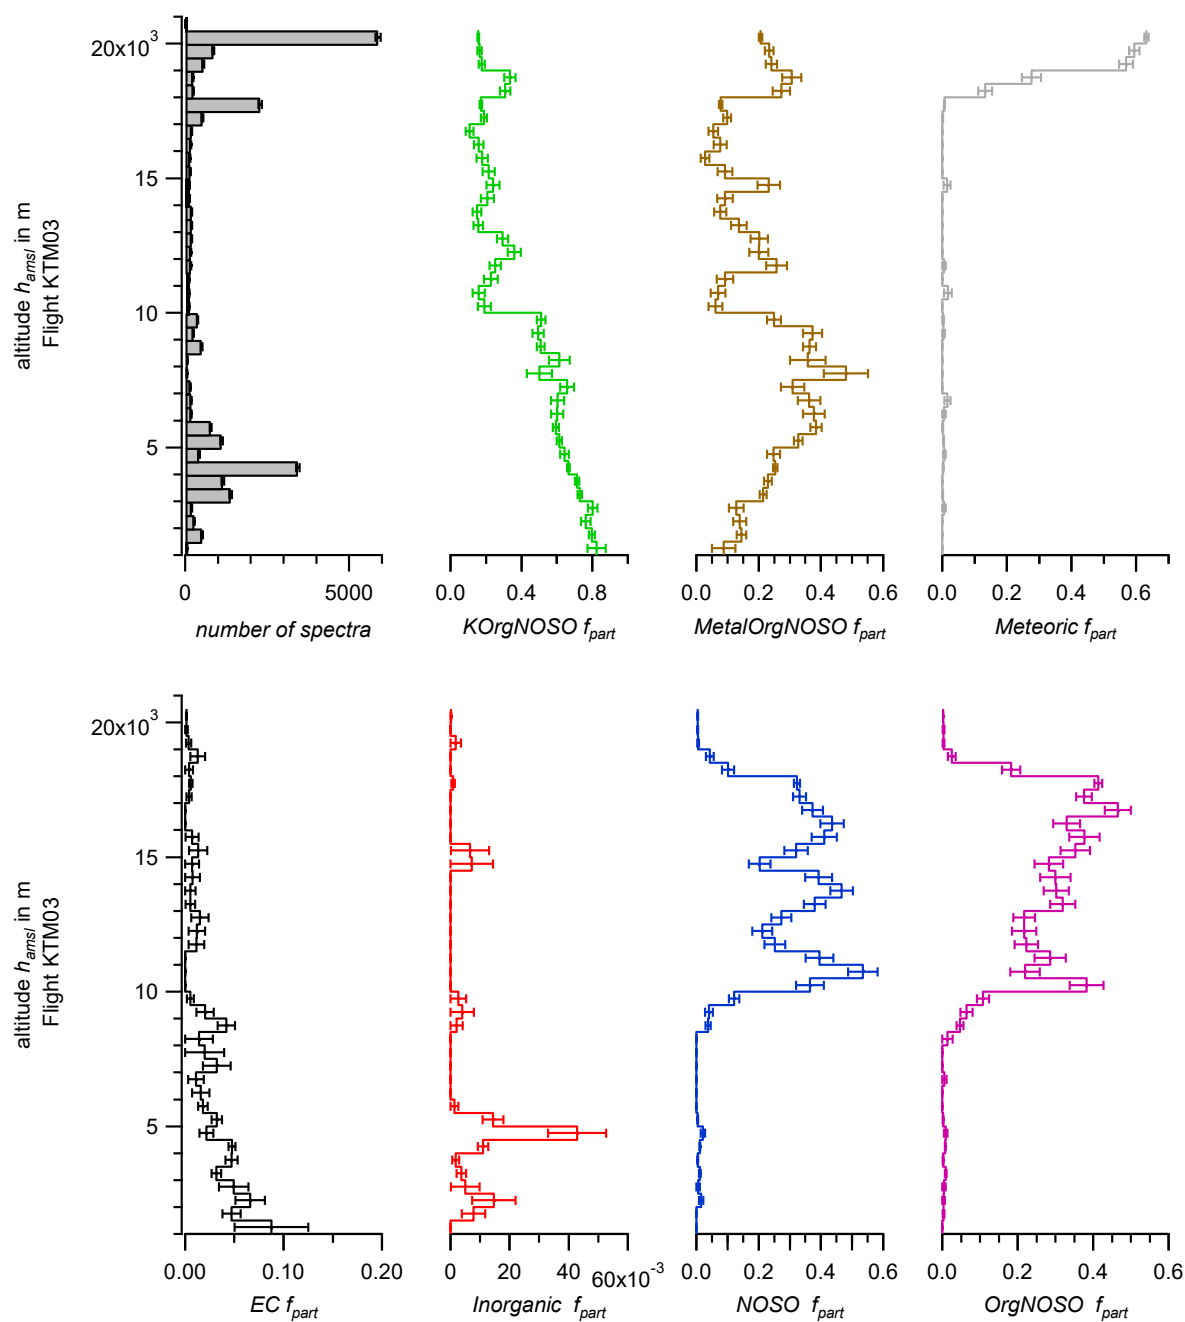 20x10³
15
10
5
altitude h_amsl in m
Flight KTM03
0 5000
0.0 0.4 0.8
0.0 0.2 0.4 0.6
0.0 0.2 0.4 0.6
number of spectra
KOrgNOSO f_part
MetalOrgNOSO f_part
Meteoric f_part
20x10³
15
10
5
altitude h_amsl in m
Flight KTM03
0.00 0.10 0.20
0 20 40 60x10⁻³
0.0 0.2 0.4 0.6
0.0 0.2 0.4 0.6
EC f_part
Inorganic f_part
NOSO f_part
OrgNOSO f_part